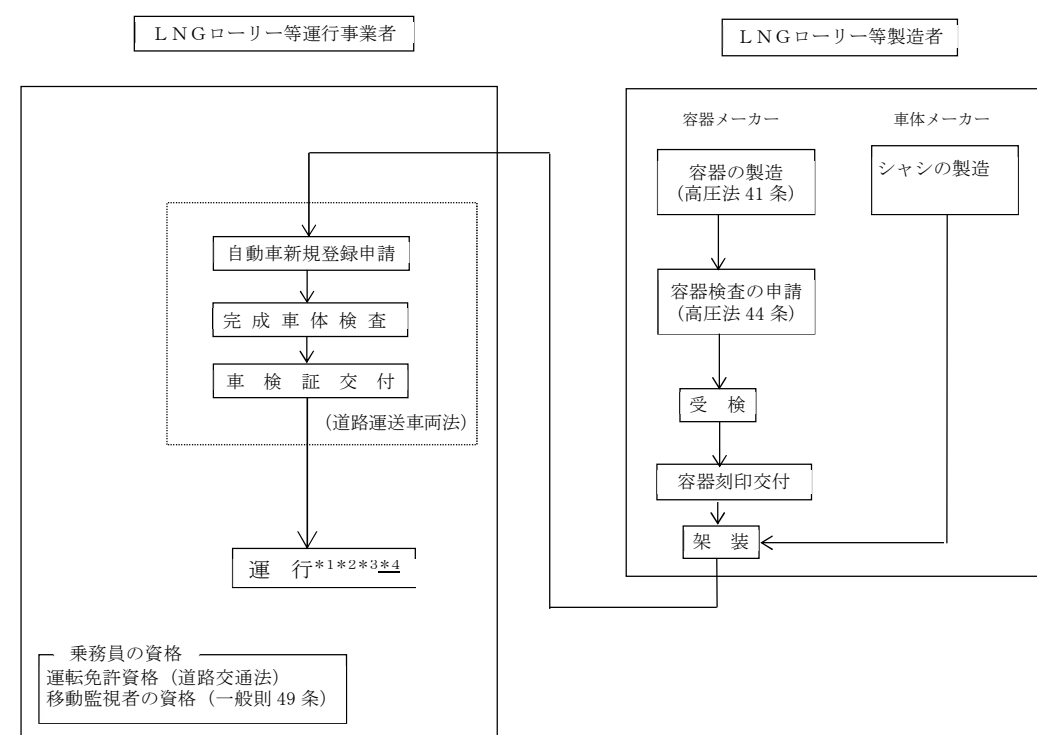 LNGローリー等運行事業者
自動車新規登録申請
完成車体検査
車検証交付
(道路運送車両法)
運 行*1*2*3*4
乗務員の資格
運転免許資格(道路交通法)
移動監視者の資格(一般則49条)
LNGローリー等製造者
容器メーカー
車体メーカー
容器の製造
(高圧法41条)
シャシの製造
容器検査の申請
(高圧法44条)
受 検
容器刻印交付
架 装